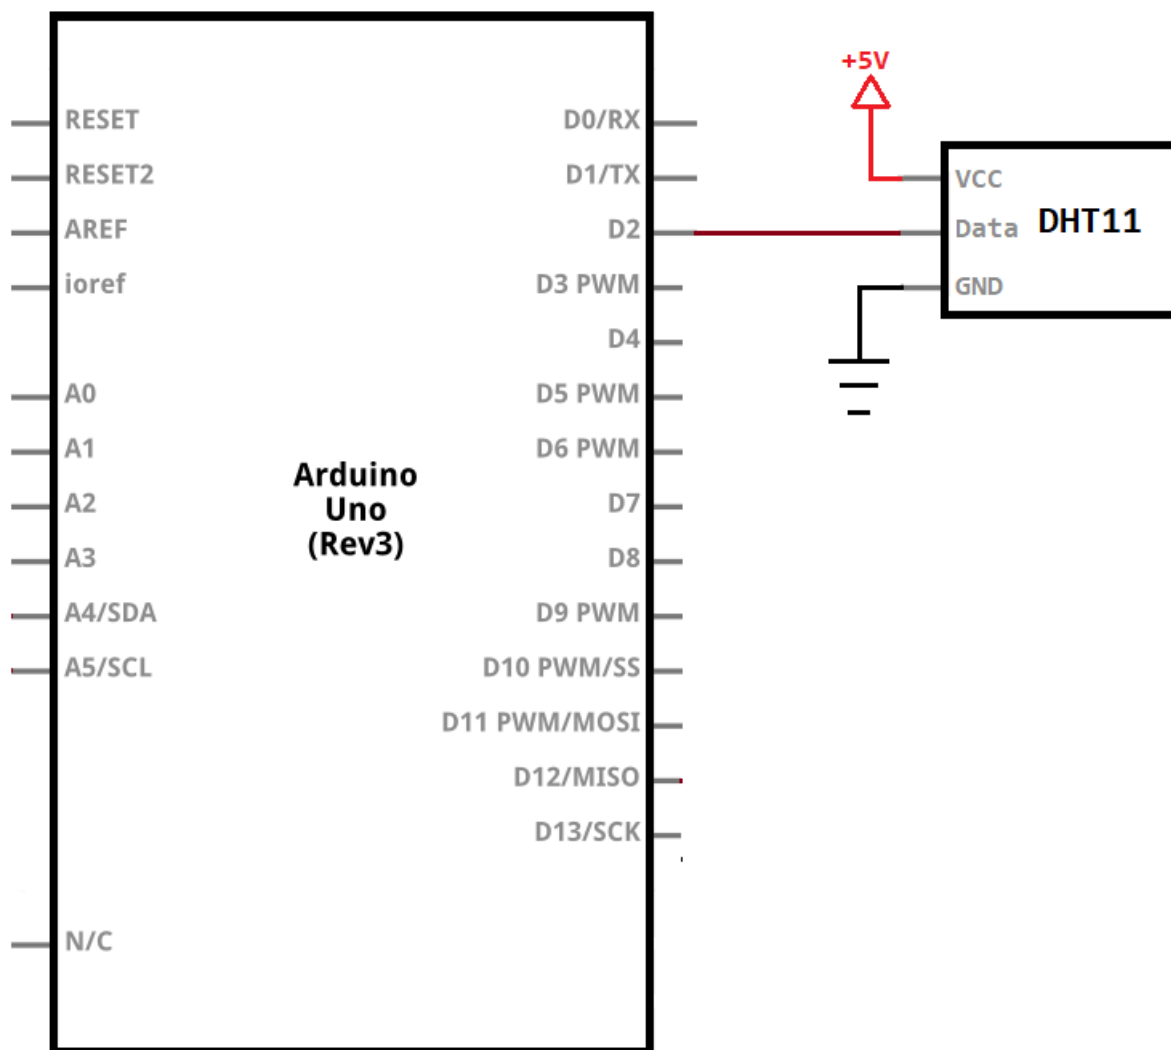 +5V
RESET
D0/RX
RESET2
D1/TX
VCC
AREF
D2
Data
DHT11
ioref
D3 PWM
GND
D4
A0
D5 PWM
A1
D6 PWM
Arduino
Uno
(Rev3)
A2
D7
A3
D8
A4/SDA
D9 PWM
A5/SCL
D10 PWM/SS
D11 PWM/MOSI
D12/MISO
D13/SCK
N/C